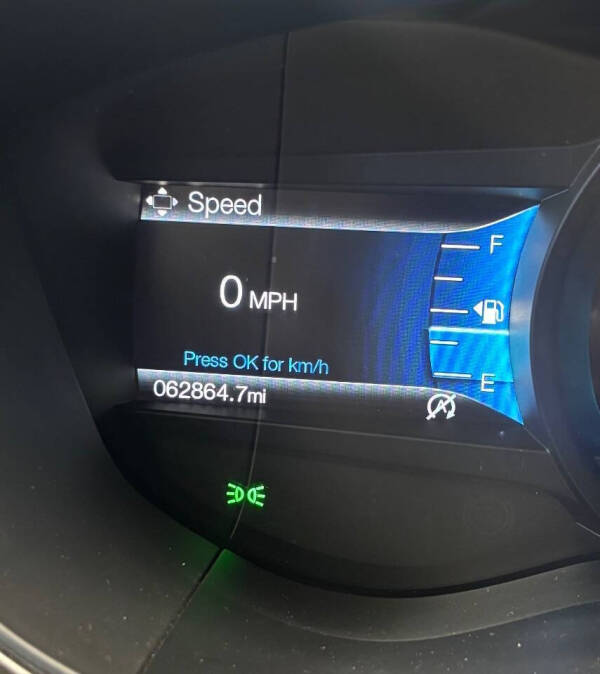 Speed
F
0 MPH
Press OK for km/h
E
062864.7mi